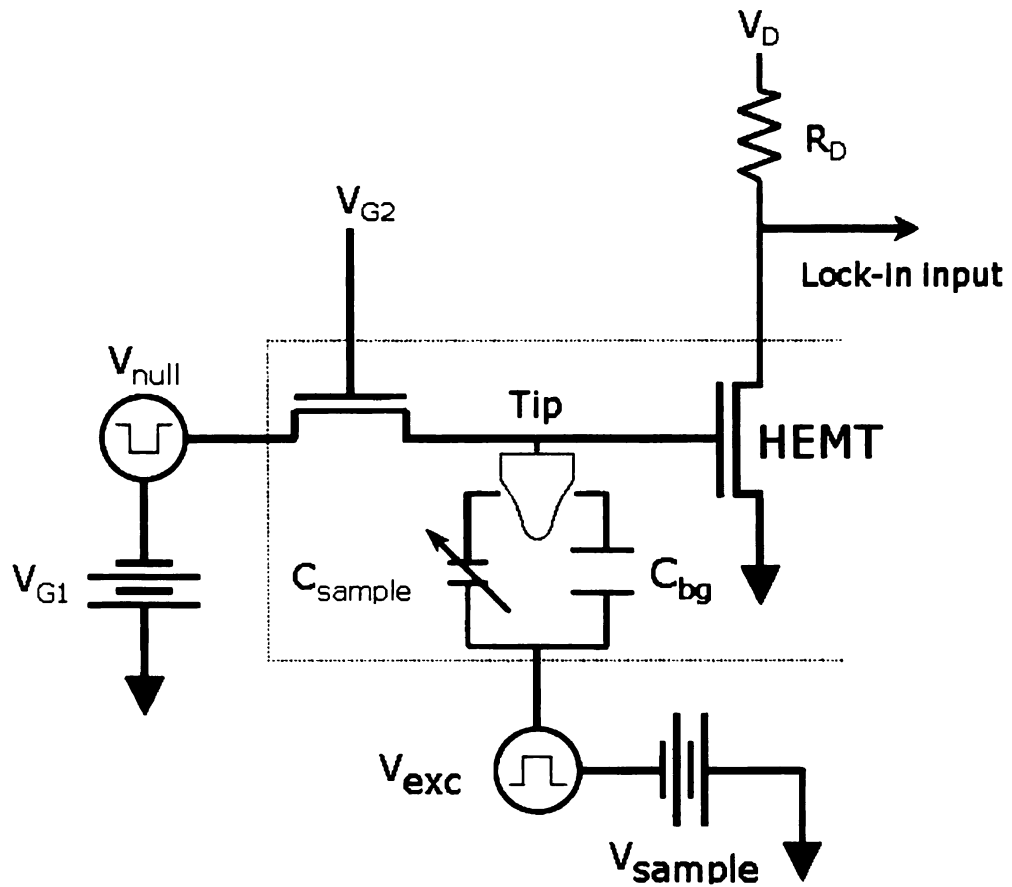 V_D
R_D
V_G2
Lock-in input
V_null
Tip
HEMT
V_G1
C_sample
C_bg
V_exc
V_sample